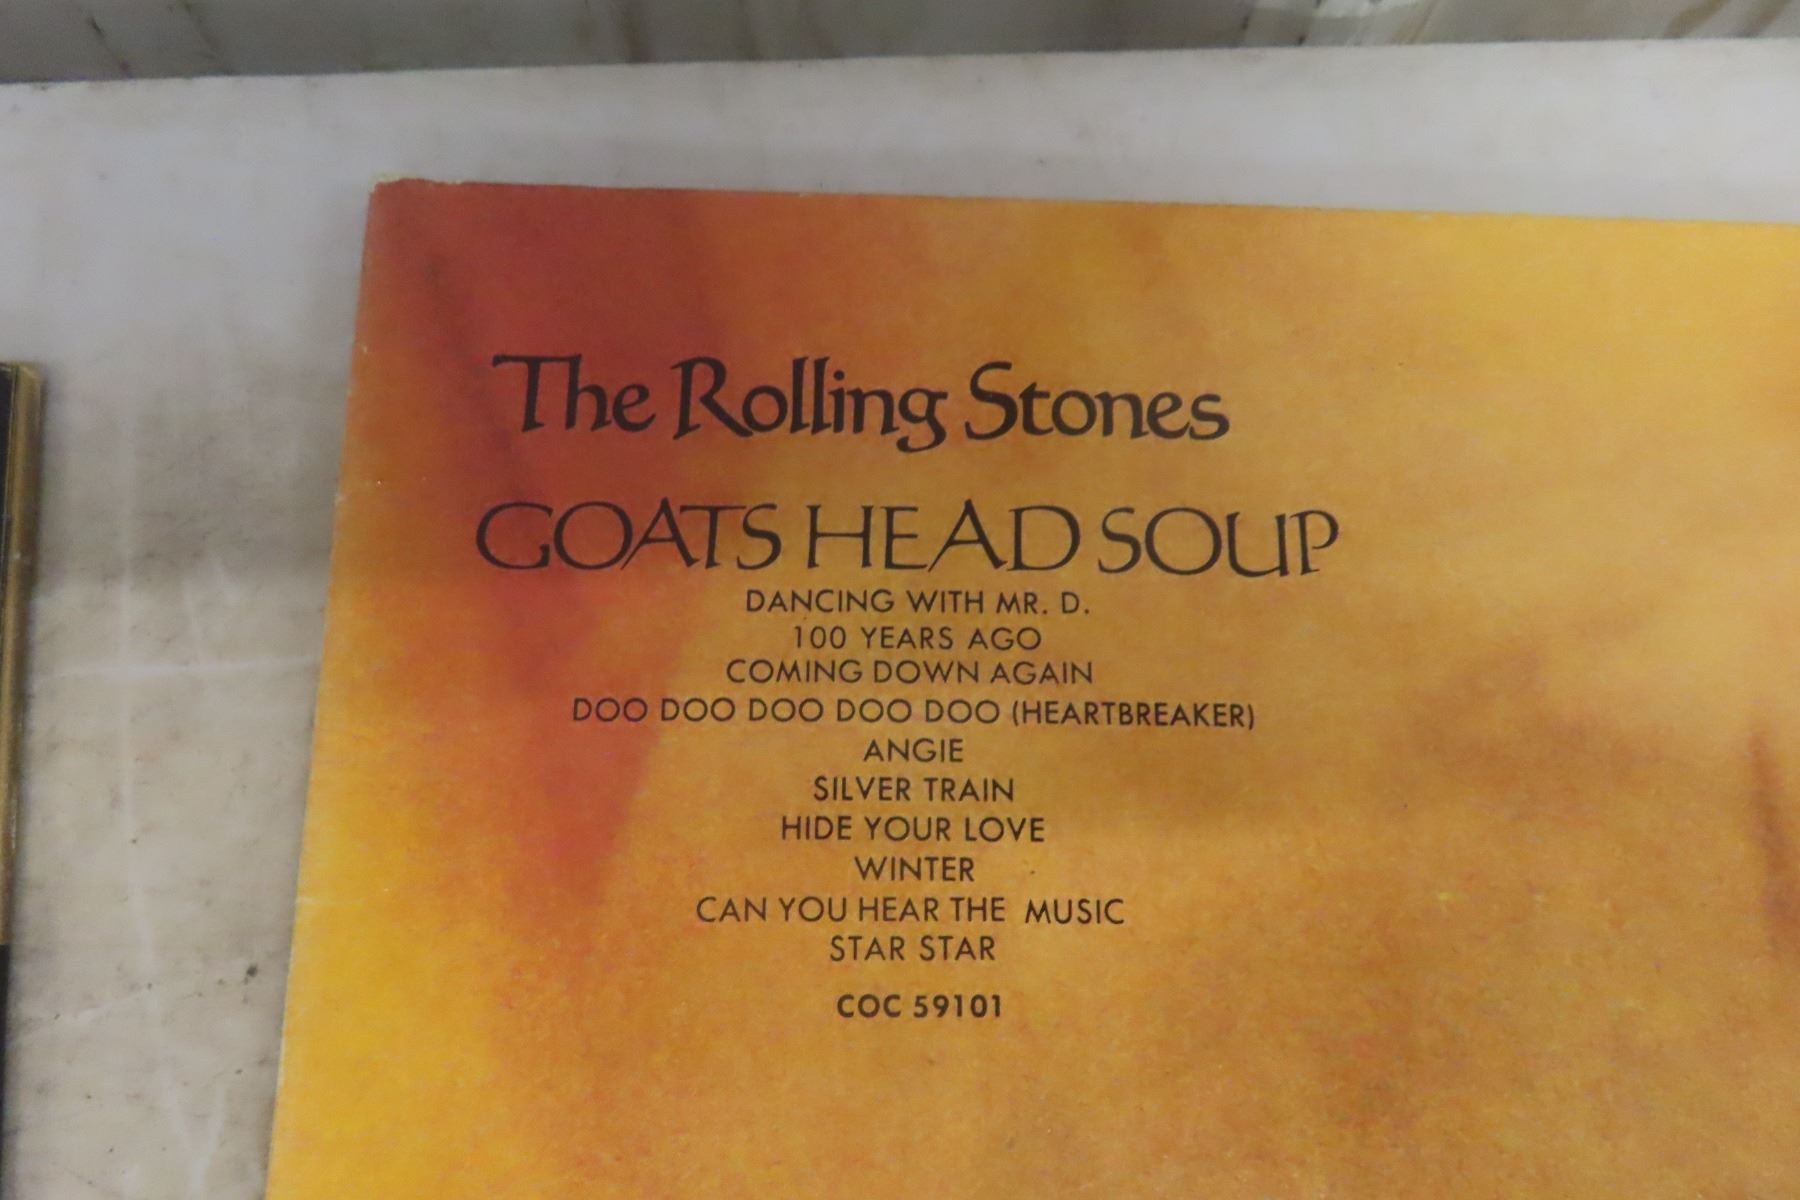 The Rolling Stones
GOATS HEAD SOUP
DANCING WITH MR. D.
100 YEARS AGO
COMING DOWN AGAIN
DOO DOO DOO DOO DOO (HEARTBREAKER)
ANGIE
SILVER TRAIN
HIDE YOUR LOVE
WINTER
CAN YOU HEAR THE MUSIC
STAR STAR
COC 59101